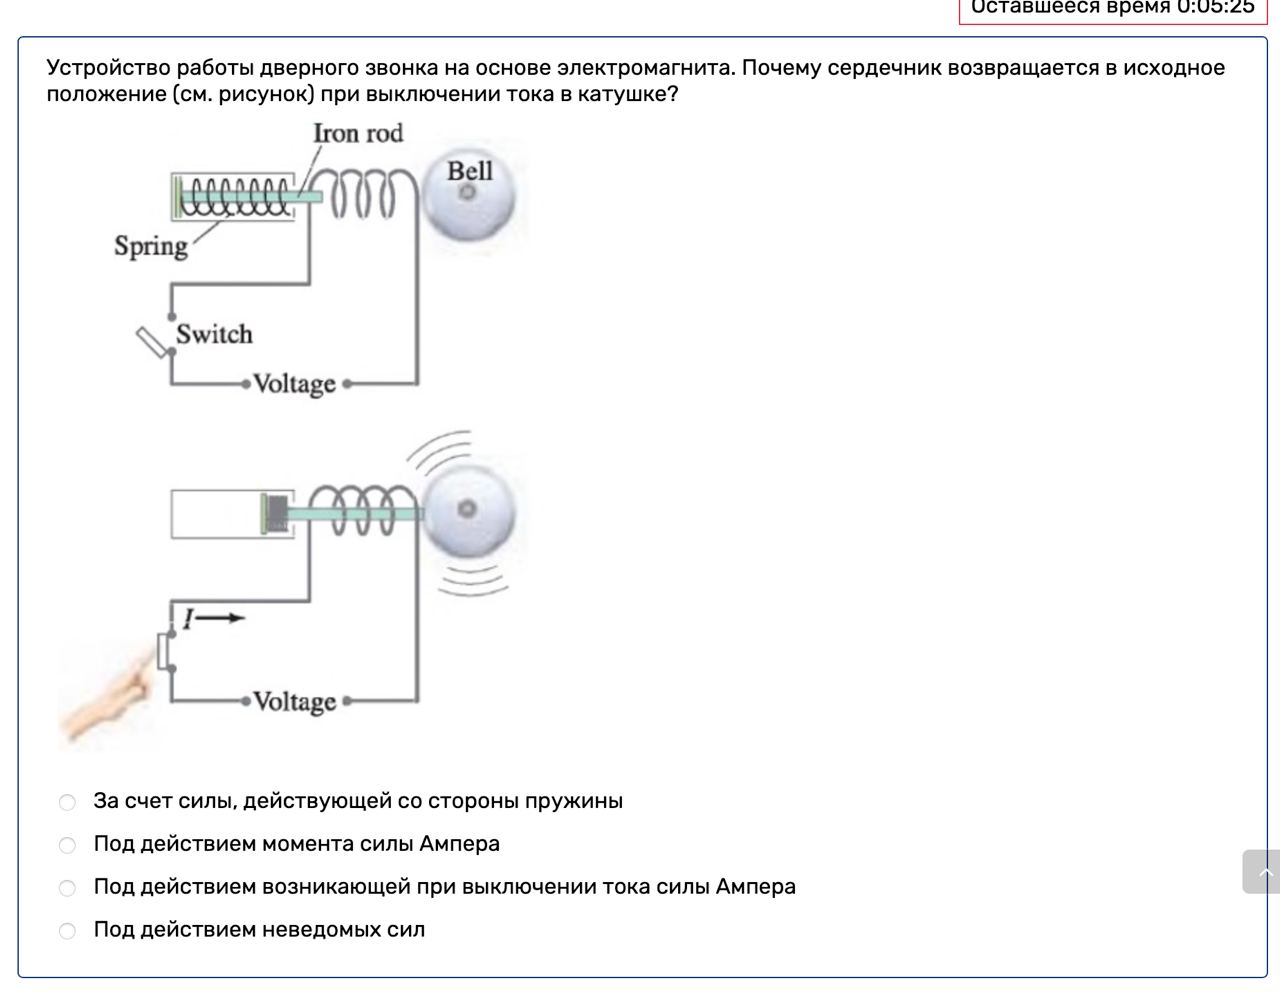 Оставшееся время 0:05:25
Устройство работы дверного звонка на основе электромагнита. Почему сердечник возвращается в исходное
положение (см. рисунок) при выключении тока в катушке?
Iron rod
Bell
Spring
Switch
Voltage
I
Voltage
За счет силы, действующей со стороны пружины
Под действием момента силы Ампера
Под действием возникающей при выключении тока силы Ампера
Под действием неведомых сил